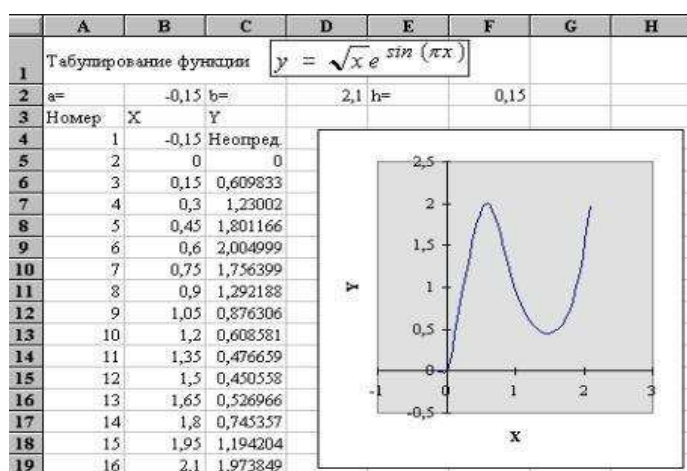 A B C D E F G H
1 Табулирование функции y = √x e sin (πx)
2 a= -0,15 b= 2,1 h= 0,15
3 Номер X Y
4 1 -0,15 Неопред.
5 2 0 0
6 3 0,15 0,609833
7 4 0,3 1,23002
8 5 0,45 1,801166
9 6 0,6 2,004999
10 7 0,75 1,756399
11 8 0,9 1,292188
12 9 1,05 0,876306
13 10 1,2 0,608581
14 11 1,35 0,476659
15 12 1,5 0,450558
16 13 1,65 0,526966
17 14 1,8 0,745357
18 15 1,95 1,194204
19 16 2,1 1,973849
2,5
2
1,5
Y
1
0,5
0
-1 0 1 2 3
-0,5
X